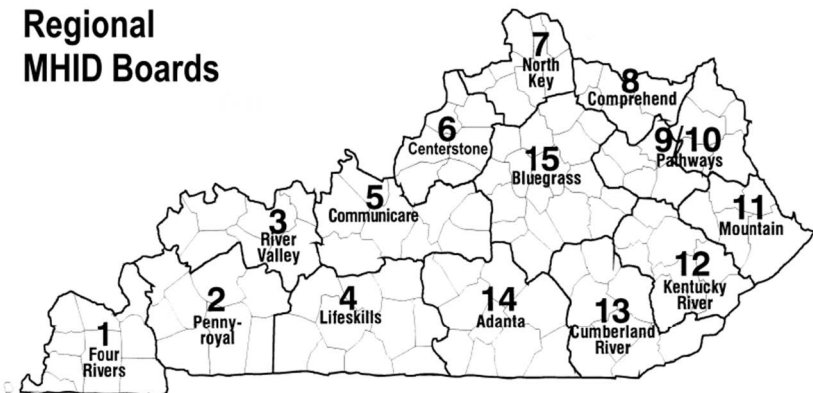 Regional
MHID Boards
7
North
Key
8
Comprehend
6
Centerstone
9/10
Pathways
15
Bluegrass
5
Communicare
11
Mountain
3
River
Valley
12
Kentucky
River
2
Penny-
royal
4
Lifeskills
14
Adanta
13
Cumberland
River
1
Four
Rivers